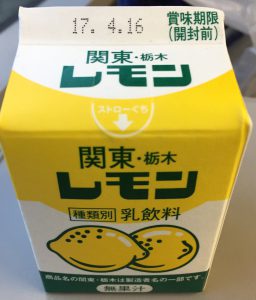 17. 4.16
賞味期限
(開封前)
関東・栃木
レモン
ストローぐち
関東・栃木
レモン
種類別 乳飲料
商品名の関東・栃木は製造者名の一部です。
無果汁